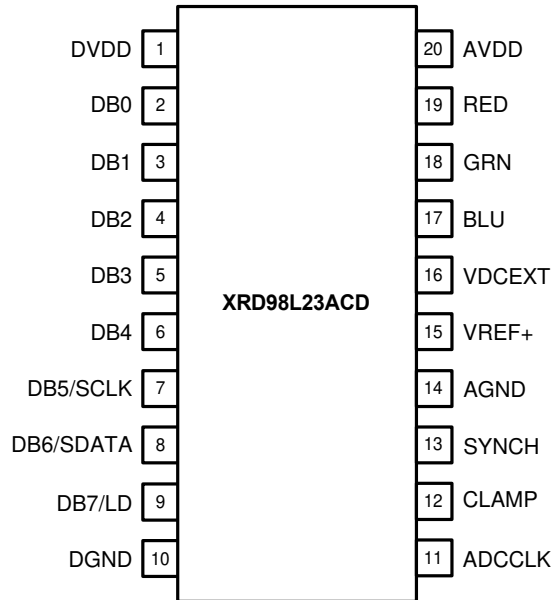 DVDD 1 20 AVDD
DB0 2 19 RED
DB1 3 18 GRN
DB2 4 17 BLU
DB3 5 16 VDCEXT
XRD98L23ACD
DB4 6 15 VREF+
DB5/SCLK 7 14 AGND
DB6/SDATA 8 13 SYNCH
DB7/LD 9 12 CLAMP
DGND 10 11 ADCCLK